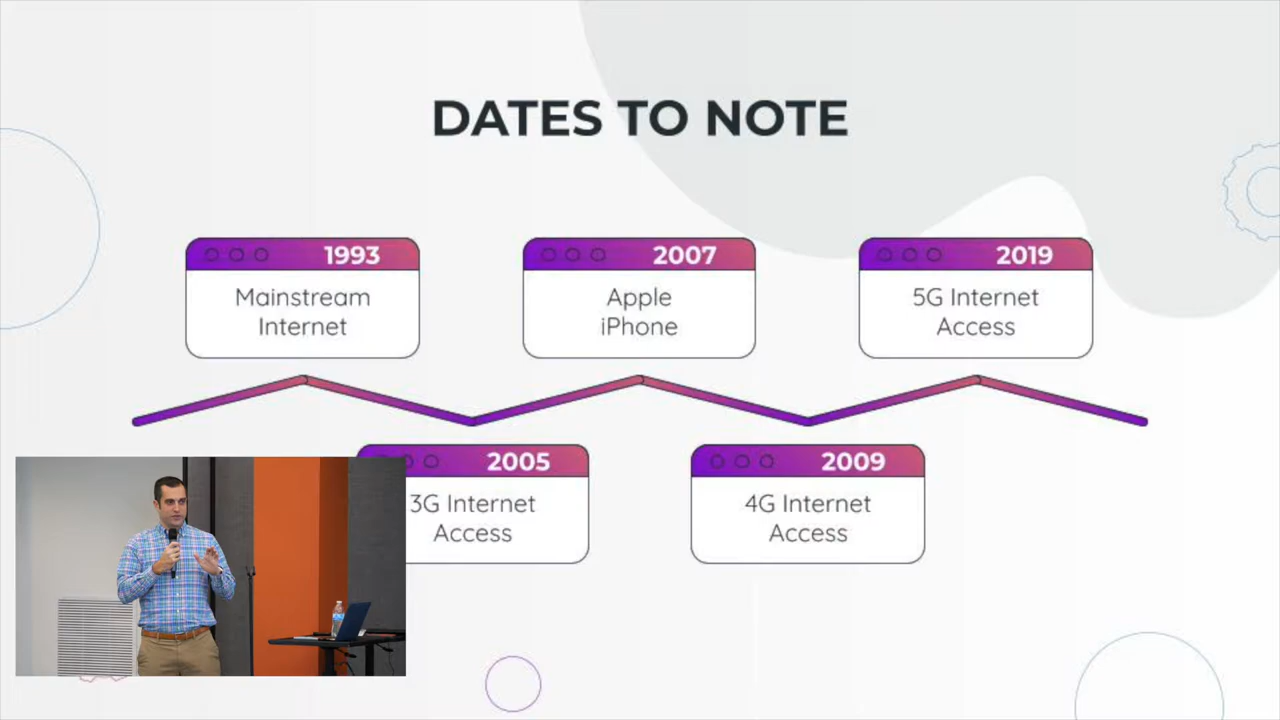 DATES TO NOTE
1993
Mainstream
Internet
2005
3G Internet
Access
2007
Apple
iPhone
2009
4G Internet
Access
2019
5G Internet
Access